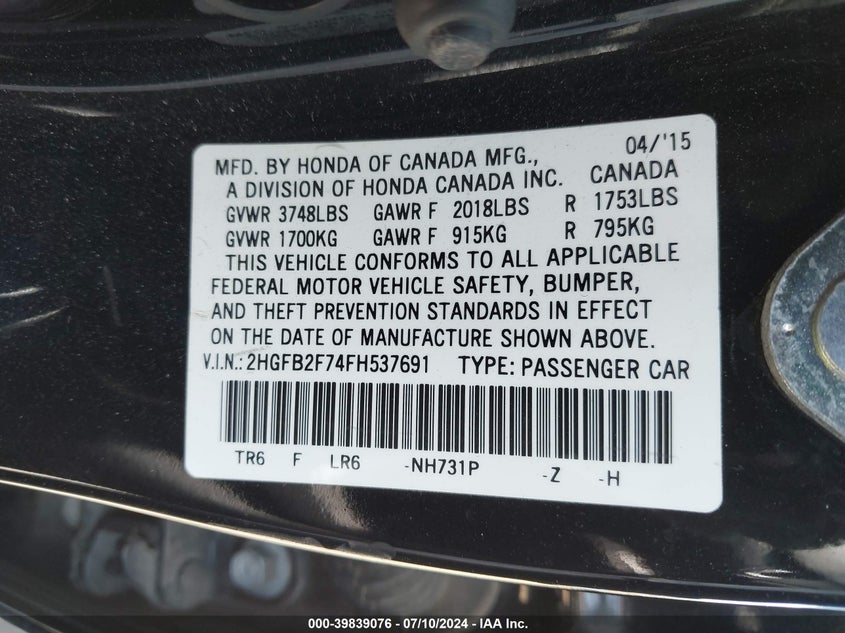 04/'15
MFD. BY HONDA OF CANADA MFG.,
A DIVISION OF HONDA CANADA INC. CANADA
GVWR 3748LBS GAWR F 2018LBS R 1753LBS
GVWR 1700KG GAWR F 915KG R 795KG
THIS VEHICLE CONFORMS TO ALL APPLICABLE
FEDERAL MOTOR VEHICLE SAFETY, BUMPER,
AND THEFT PREVENTION STANDARDS IN EFFECT
ON THE DATE OF MANUFACTURE SHOWN ABOVE.
V.I.N.:2HGFB2F74FH537691 TYPE: PASSENGER CAR
TR6 F LR6 -NH731P -Z -H
000-39839076 - 07/10/2024 - IAA Inc.